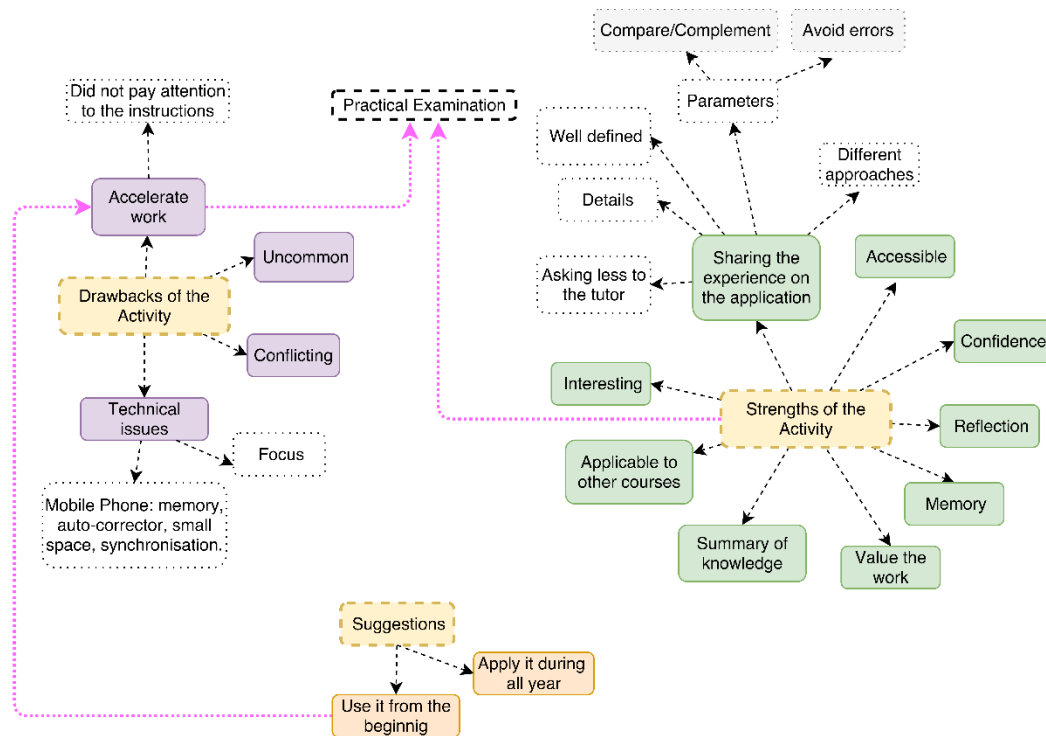 Compare/Complement
Avoid errors
Did not pay attention
to the instructions
Practical Examination
Parameters
Well defined
Different
approaches
Accelerate
work
Details
Uncommon
Sharing the
experience on
the application
Accessible
Asking less to
the tutor
Drawbacks of the
Activity
Conflicting
Confidence
Interesting
Strengths of the
Activity
Technical
issues
Reflection
Focus
Applicable to
other courses
Mobile Phone: memory,
auto-corrector, small
space, synchronisation.
Memory
Summary of
knowledge
Value the
work
Suggestions
Apply it during
all year
Use it from the
beginnig